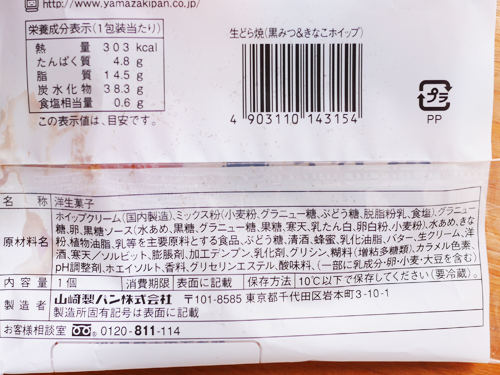 http://www.yamazakipan.co.jp/
栄養成分表示(1包装当たり)
熱量 303 kcal
たんぱく質 4.8 g
脂質 14.5 g
炭水化物 38.3 g
食塩相当量 0.6 g
この表示値は、目安です。
生どら焼(黒みつ&きなこホイップ)
4 903110 143154
プラ
PP
名称 洋生菓子
原材料名 ホイップクリーム(国内製造)、ミックス粉(小麦粉、グラニュー糖、ぶどう糖、脱脂粉乳、食塩)、グラニュー
糖、卵、黒糖ソース(水あめ、黒糖、グラニュー糖、果糖、寒天、乳たん白、卵白粉、小麦粉)、水あめ、きな
粉、植物油脂、乳等を主要原料とする食品、ぶどう糖、清酒、蜂蜜、乳化油脂、バター、生クリーム、洋
酒、寒天/ソルビット、膨脹剤、加工デンプン、乳化剤、グリシン、糊料(増粘多糖類)、カラメル色素、
pH調整剤、ホエイソルト、香料、グリセリンエステル、酸味料、(一部に乳成分・卵・小麦・大豆を含む)
内容量 1個 消費期限 表面に記載 保存方法 10℃以下で保存してください(要冷蔵)。
製造者 山崎製パン株式会社 〒101-8585 東京都千代田区岩本町3-10-1
製造所固有記号は表面に記載
お客様相談室 0120-811-114